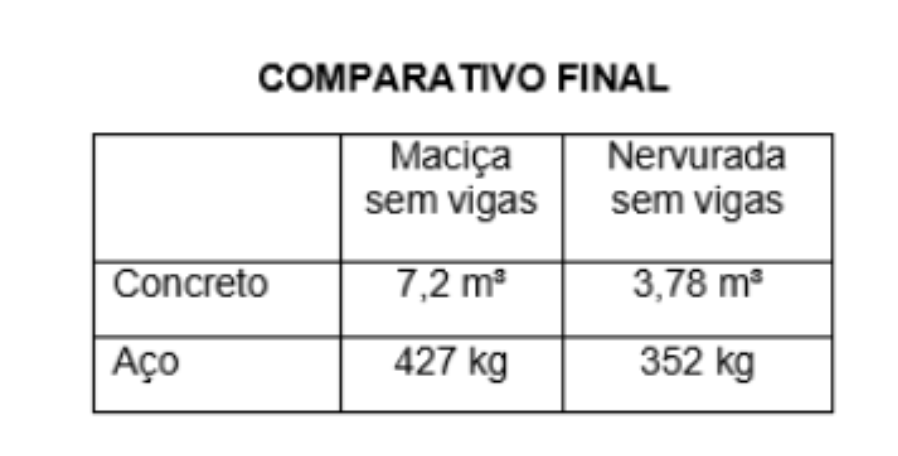 COMPARATIVO FINAL
Maciça
sem vigas
Nervurada
sem vigas
Concreto
7,2 m³
3,78 m³
Aço
427 kg
352 kg